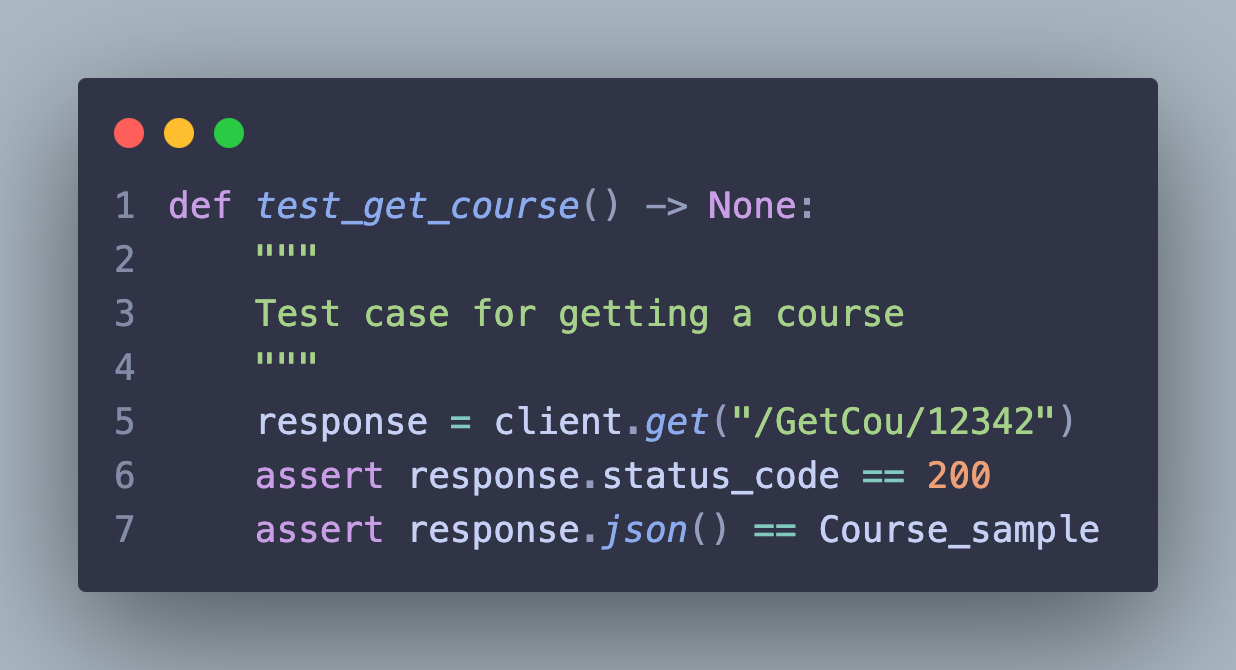 1 def test_get_course() -> None:
2     """
3     Test case for getting a course
4     """
5     response = client.get("/GetCou/12342")
6     assert response.status_code == 200
7     assert response.json() == Course_sample